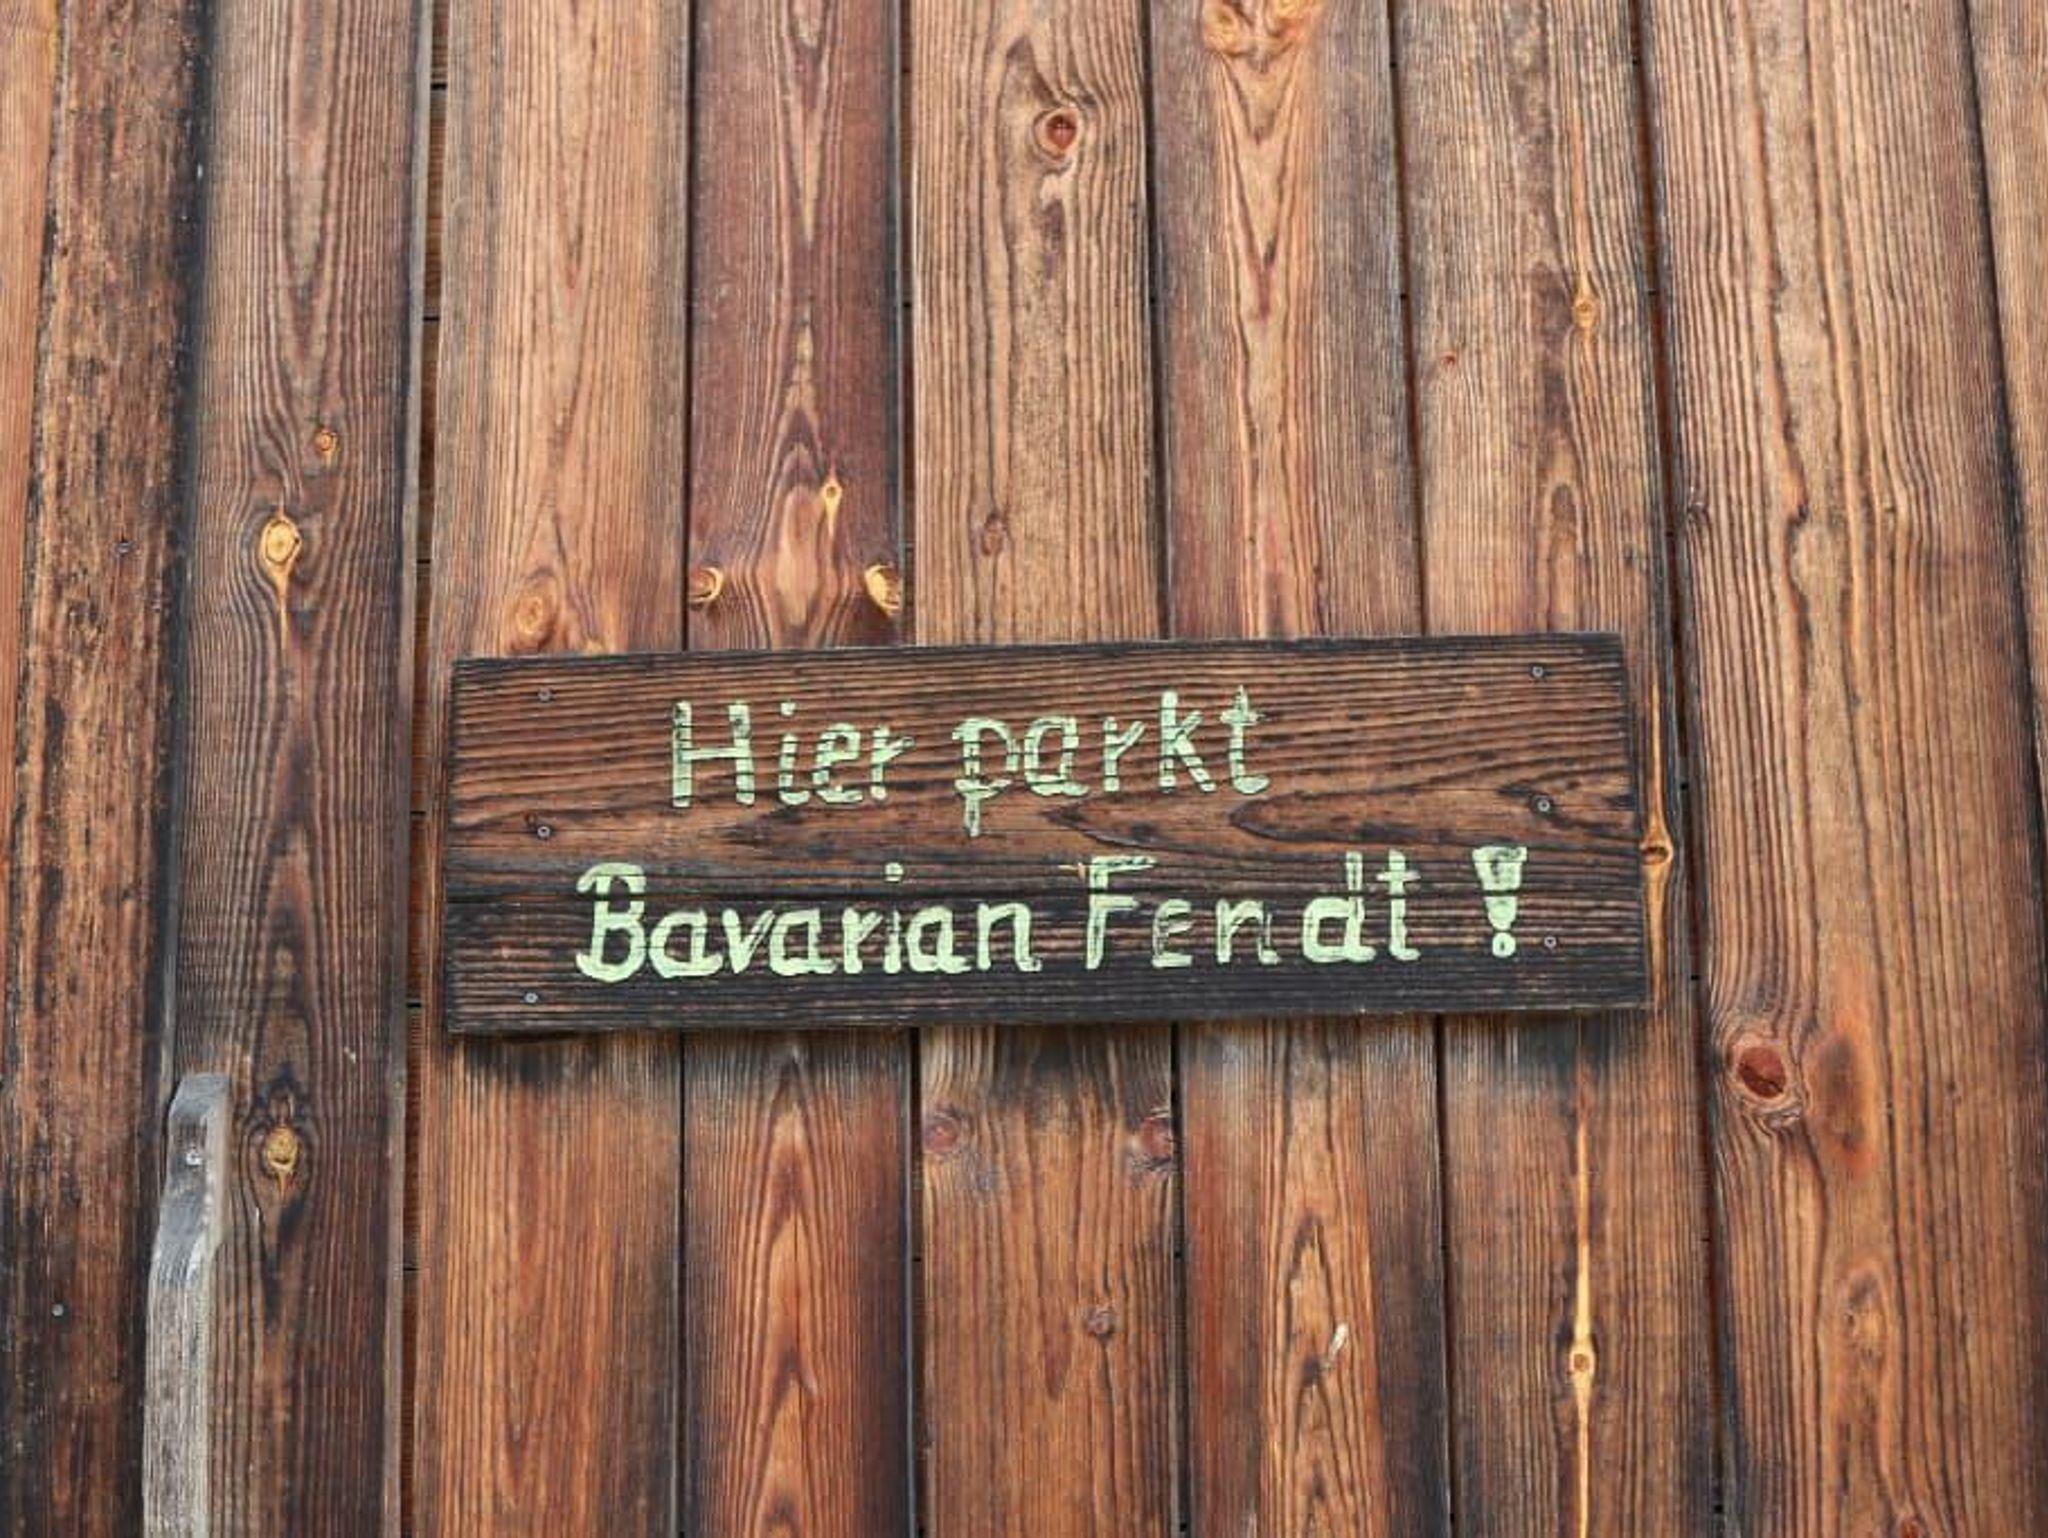 Hier parkt
Bavarian Fendt !